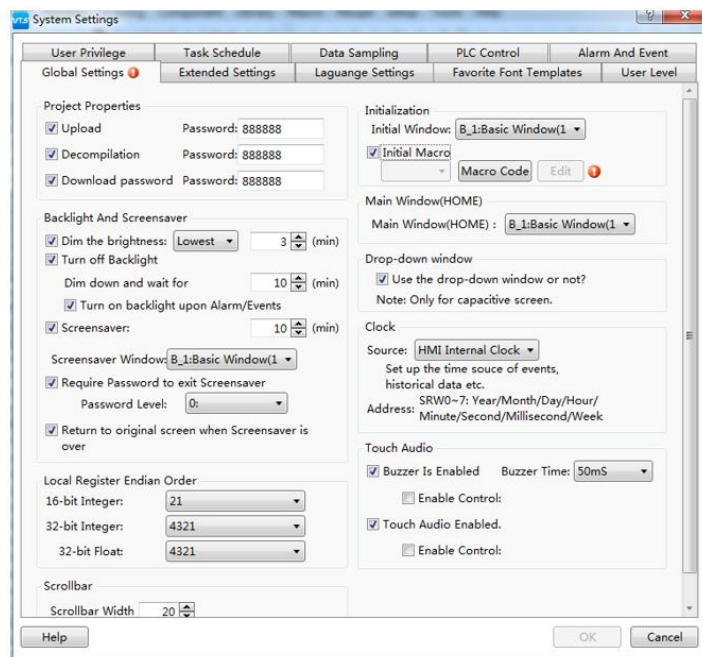 VTS System Settings
User Privilege Task Schedule Data Sampling PLC Control Alarm And Event
Global Settings Extended Settings Laguange Settings Favorite Font Templates User Level
Project Properties
Upload Password: 888888
Decompilation Password: 888888
Download password Password: 888888
Backlight And Screensaver
Dim the brightness: Lowest 3 (min)
Turn off Backlight
Dim down and wait for 10 (min)
Turn on backlight upon Alarm/Events
Screensaver: 10 (min)
Screensaver Window: B_1:Basic Window(1
Require Password to exit Screensaver
Password Level: 0:
Return to original screen when Screensaver is
over
Local Register Endian Order
16-bit Integer: 21
32-bit Integer: 4321
32-bit Float: 4321
Scrollbar
Scrollbar Width 20
Initialization
Initial Window: B_1:Basic Window(1
Initial Macro
Macro Code Edit
Main Window(HOME)
Main Window(HOME) : B_1:Basic Window(1
Drop-down window
Use the drop-down window or not?
Note: Only for capacitive screen.
Clock
Source: HMI Internal Clock
Set up the time souce of events,
historical data etc.
Address: SRW0~7: Year/Month/Day/Hour/
Minute/Second/Millisecond/Week
Touch Audio
Buzzer Is Enabled Buzzer Time: 50mS
Enable Control:
Touch Audio Enabled.
Enable Control:
Help OK Cancel